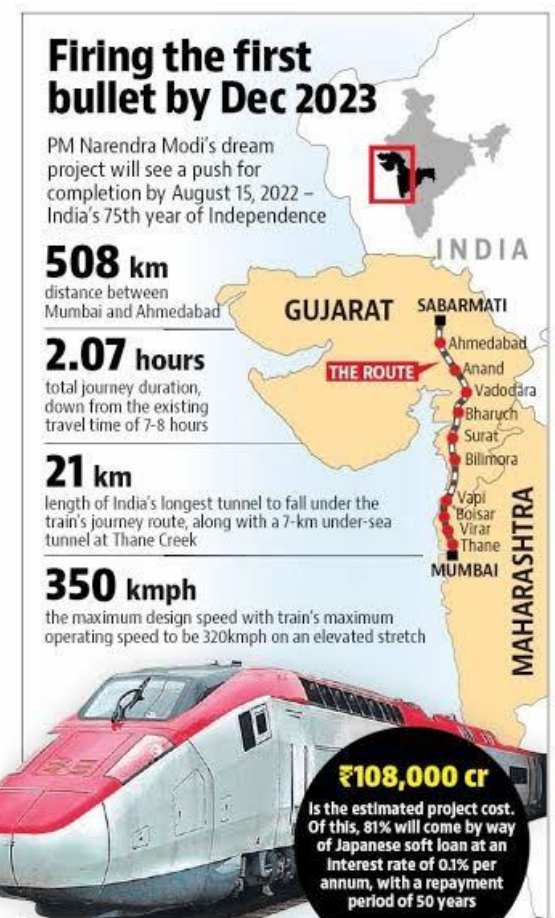 Firing the first
bullet by Dec 2023
PM Narendra Modi's dream
project will see a push for
completion by August 15, 2022 –
India's 75th year of Independence
INDIA
508 km
distance between
Mumbai and Ahmedabad
2.07 hours
total journey duration,
down from the existing
travel time of 7-8 hours
21 km
length of India's longest tunnel to fall under the
train's journey route, along with a 7-km under-sea
tunnel at Thane Creek
350 kmph
the maximum design speed with train's maximum
operating speed to be 320kmph on an elevated stretch
GUJARAT
SABARMATI
THE ROUTE
Ahmedabad
Anand
Vadodara
Bharuch
Surat
Bilimora
Vapi
Boisar
Virar
Thane
MUMBAI
MAHARASHTRA
₹108,000 cr
Is the estimated project cost.
Of this, 81% will come by way
of Japanese soft loan at an
interest rate of 0.1% per
annum, with a repayment
period of 50 years